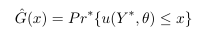 Ĝ(x) = Pr*{u(Y*, θ) ≤ x}